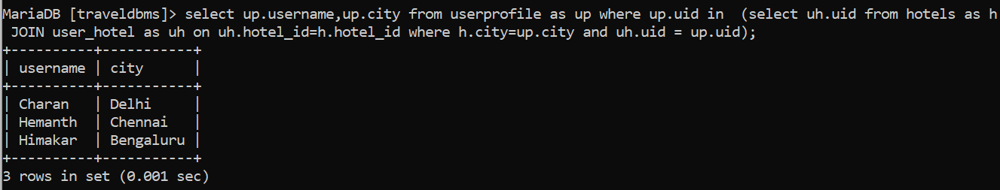 MariaDB [traveldbms]> select up.username,up.city from userprofile as up where up.uid in  (select uh.uid from hotels as h
 JOIN user_hotel as uh on uh.hotel_id=h.hotel_id where h.city=up.city and uh.uid = up.uid);
+----------+-----------+
| username | city      |
+----------+-----------+
| Charan   | Delhi     |
| Hemanth  | Chennai   |
| Himakar  | Bengaluru |
+----------+-----------+
3 rows in set (0.001 sec)